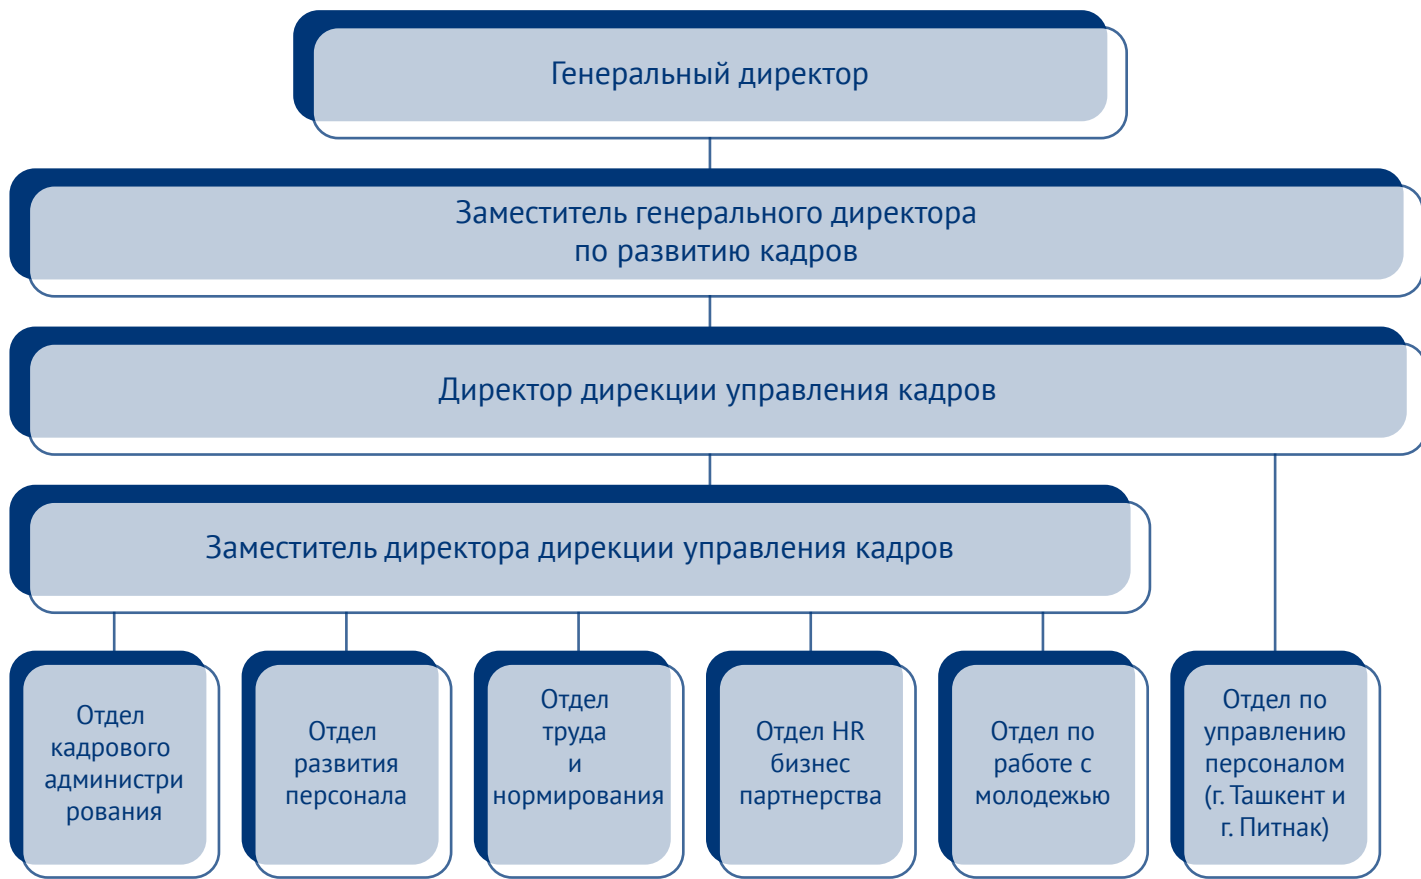 Генеральный директор
Заместитель генерального директора
по развитию кадров
Директор дирекции управления кадров
Заместитель директора дирекции управления кадров
Отдел
кадрового
администри
рования
Отдел
развития
персонала
Отдел
труда
и
нормирования
Отдел HR
бизнес
партнерства
Отдел по
работе с
молодежью
Отдел по
управлению
персоналом
(г. Ташкент и
г. Питнак)